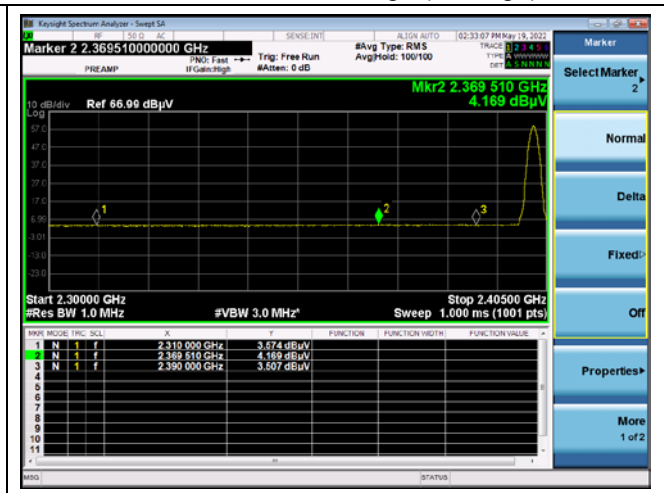 Keysight Spectrum Analyzer - Swept SA
RF 50 Ω AC SENSE:INT ALIGN AUTO 02:33:07 PM May 19, 2022
Marker 2 2.369510000000 GHz
PREAMP
PNO: Fast
IFGain:High
Trig: Free Run
#Atten: 0 dB
#Avg Type: RMS
Avg|Hold: 100/100
TRACE 1 2 3 4 5 6
TYPE A WWWWW
DET A S N N N N
Mkr2 2.369 510 GHz
4.169 dBµV
10 dB/div Ref 66.99 dBµV
Log
57.0
47.0
37.0
27.0
17.0
6.99
-3.01
-13.0
-23.0
1
2
3
Start 2.30000 GHz
Stop 2.40500 GHz
#Res BW 1.0 MHz #VBW 3.0 MHz* Sweep 1.000 ms (1001 pts)
MKR MODE TRC SCL X Y FUNCTION FUNCTION WIDTH FUNCTION VALUE
1 N 1 f 2.310 000 GHz 3.574 dBµV
2 N 1 f 2.369 510 GHz 4.169 dBµV
3 N 1 f 2.390 000 GHz 3.507 dBµV
4
5
6
7
8
9
10
11
MSG STATUS
Marker
Select Marker
2
Normal
Delta
Fixed
Off
Properties
More
1 of 2